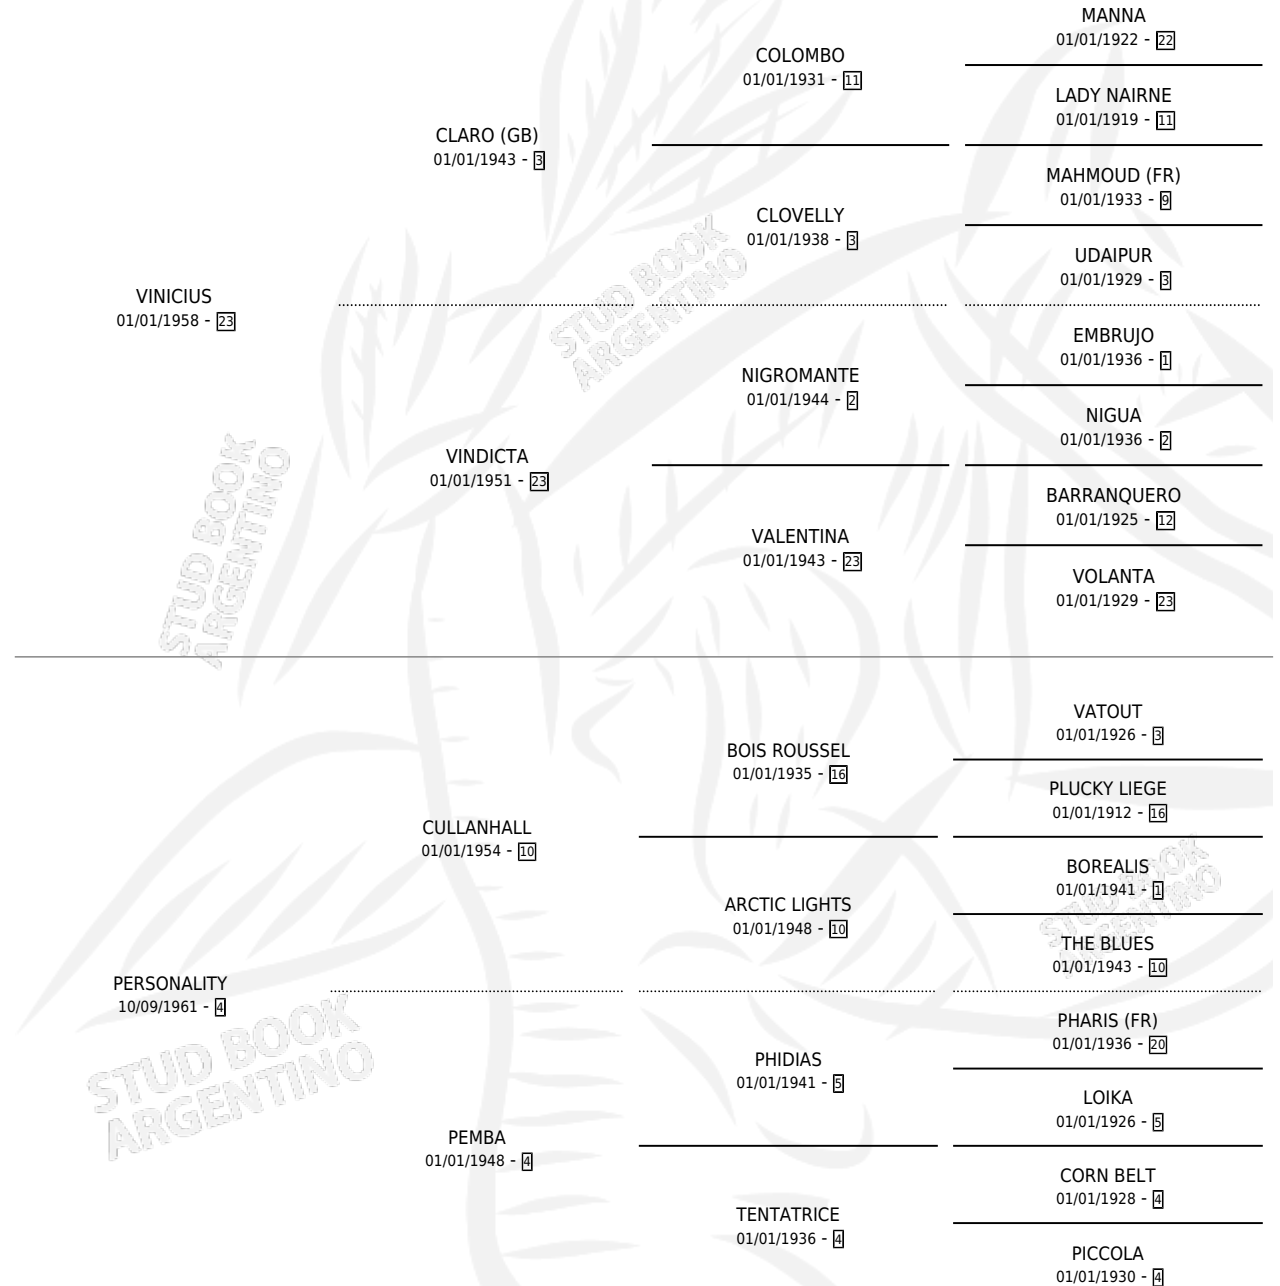 MANNA
01/01/1922 - 22
COLOMBO
01/01/1931 - 11
LADY NAIRNE
01/01/1919 - 11
CLARO (GB)
01/01/1943 - 3
MAHMOUD (FR)
01/01/1933 - 9
CLOVELLY
01/01/1938 - 3
UDAIPUR
01/01/1929 - 3
VINICIUS
01/01/1958 - 23
EMBRUJO
01/01/1936 - 1
NIGROMANTE
01/01/1944 - 2
NIGUA
01/01/1936 - 2
VINDICTA
01/01/1951 - 23
BARRANQUERO
01/01/1925 - 12
VALENTINA
01/01/1943 - 23
VOLANTA
01/01/1929 - 23
VATOUT
01/01/1926 - 3
BOIS ROUSSEL
01/01/1935 - 16
PLUCKY LIEGE
01/01/1912 - 16
CULLANHALL
01/01/1954 - 10
BOREALIS
01/01/1941 - 1
ARCTIC LIGHTS
01/01/1948 - 10
THE BLUES
01/01/1943 - 10
PERSONALITY
10/09/1961 - 4
PHARIS (FR)
01/01/1936 - 20
PHIDIAS
01/01/1941 - 5
LOIKA
01/01/1926 - 5
PEMBA
01/01/1948 - 4
CORN BELT
01/01/1928 - 4
TENTATRICE
01/01/1936 - 4
PICCOLA
01/01/1930 - 4
STUD BOOK
ARGENTINO
STUD BOOK
ARGENTINO
STUD BOOK
ARGENTINO
STUD BOOK
ARGENTINO